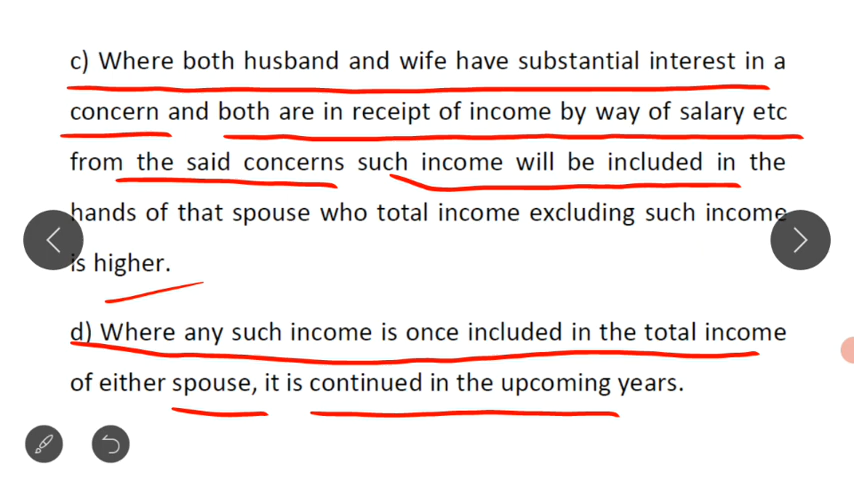 c) Where both husband and wife have substantial interest in a
concern and both are in receipt of income by way of salary etc
from the said concerns such income will be included in the
hands of that spouse who total income excluding such income
is higher.
d) Where any such income is once included in the total income
of either spouse, it is continued in the upcoming years.